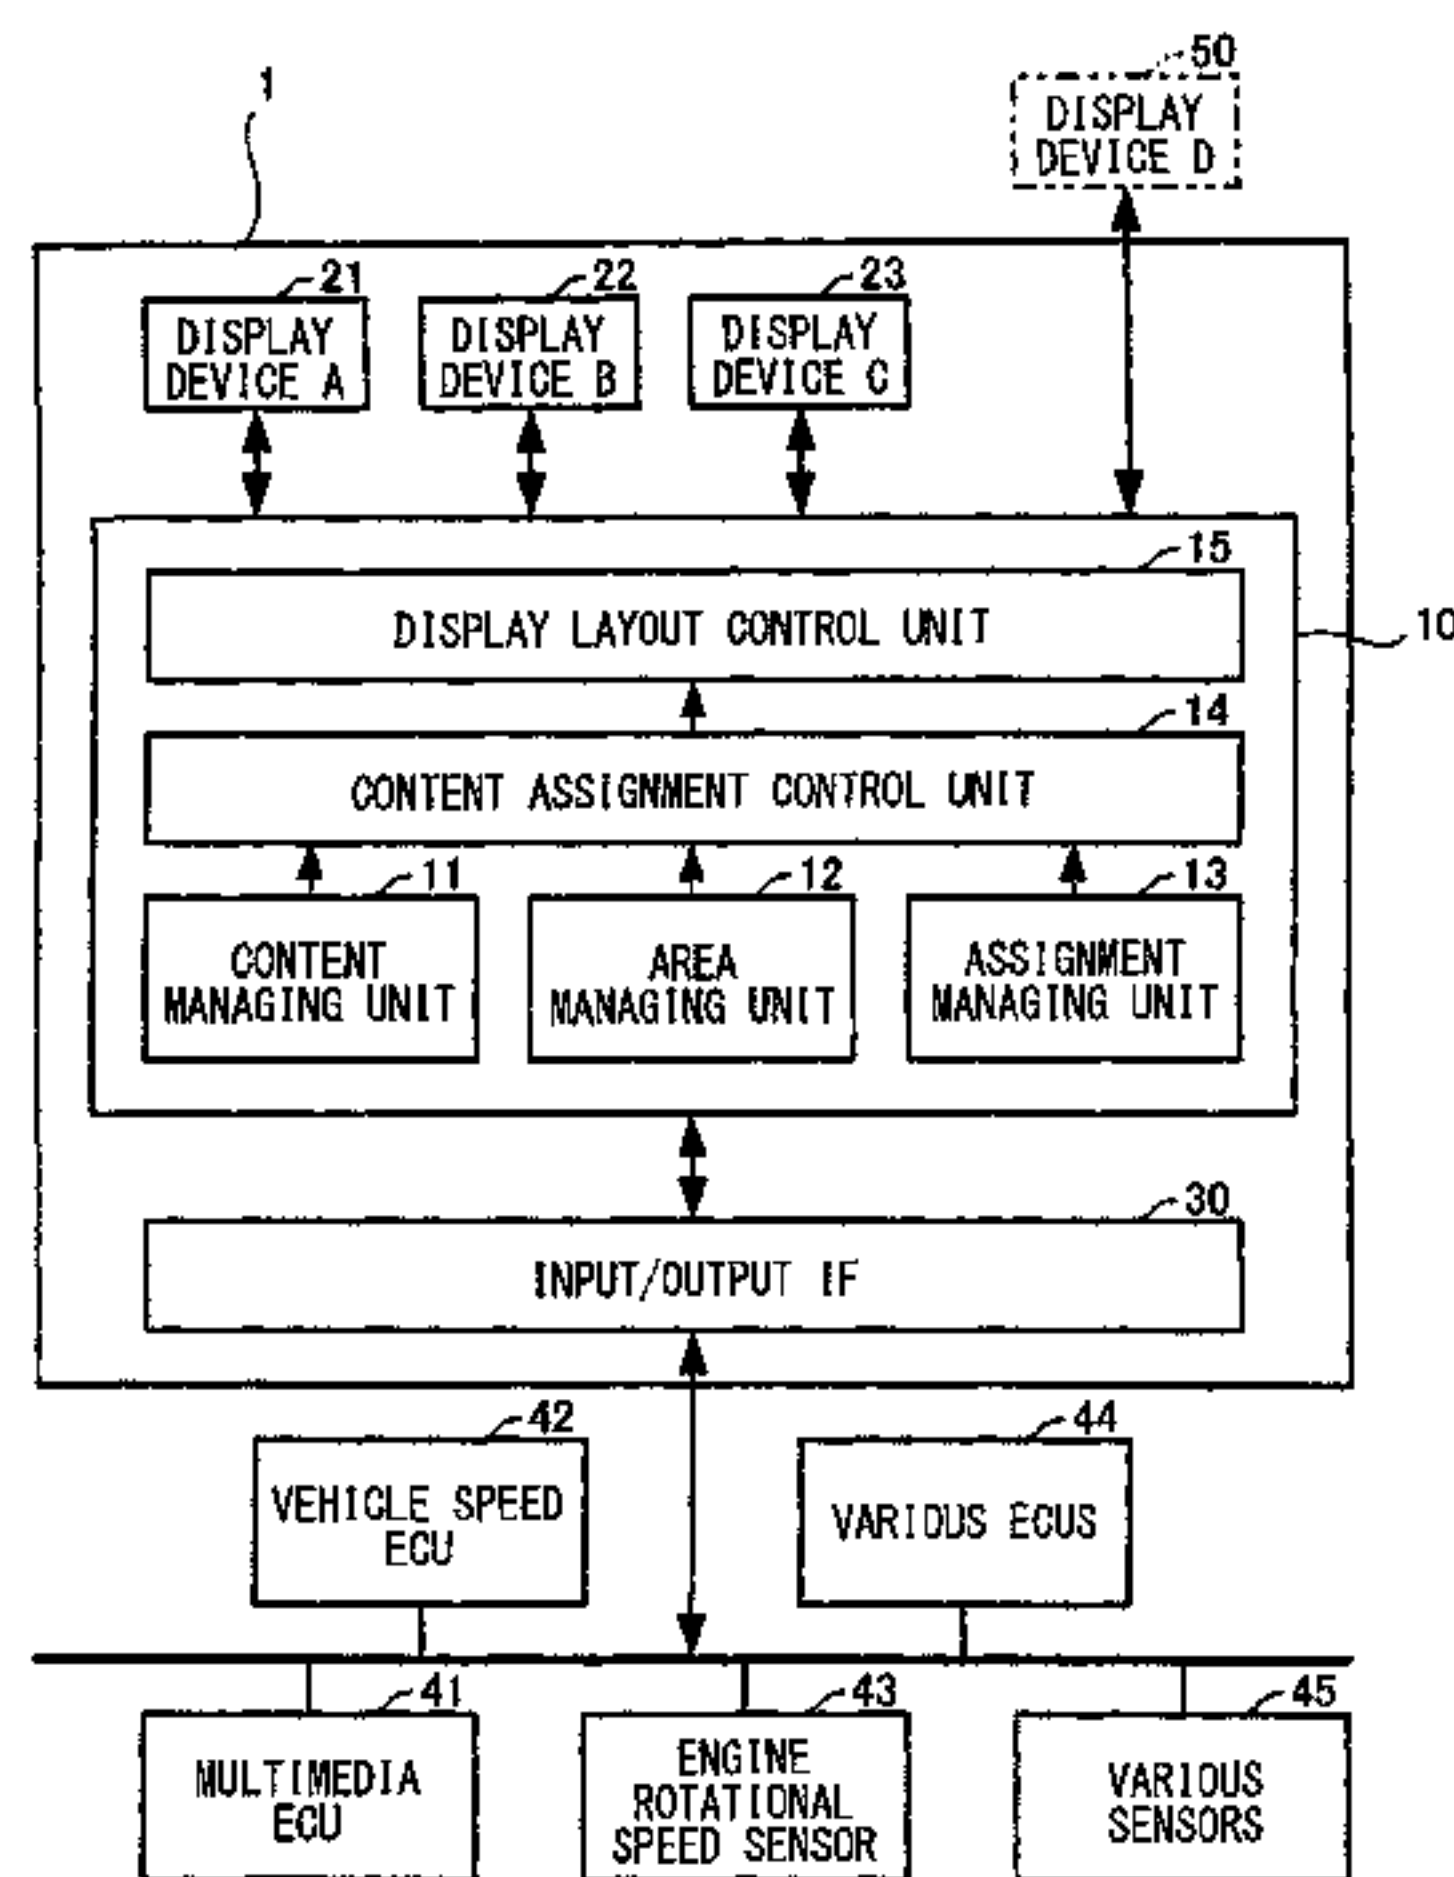 50
1
DISPLAY
DEVICE D
21
22
23
DISPLAY
DEVICE A
DISPLAY
DEVICE B
DISPLAY
DEVICE C
15
DISPLAY LAYOUT CONTROL UNIT
10
14
CONTENT ASSIGNMENT CONTROL UNIT
11
12
13
CONTENT
MANAGING UNIT
AREA
MANAGING UNIT
ASSIGNMENT
MANAGING UNIT
30
INPUT/OUTPUT IF
42
44
VEHICLE SPEED
ECU
VARIOUS ECUS
41
43
45
MULTIMEDIA
ECU
ENGINE
ROTATIONAL
SPEED SENSOR
VARIOUS
SENSORS